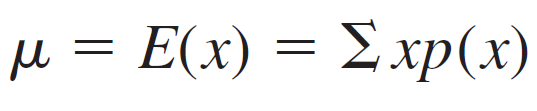 μ = E(x) = Σ xp(x)